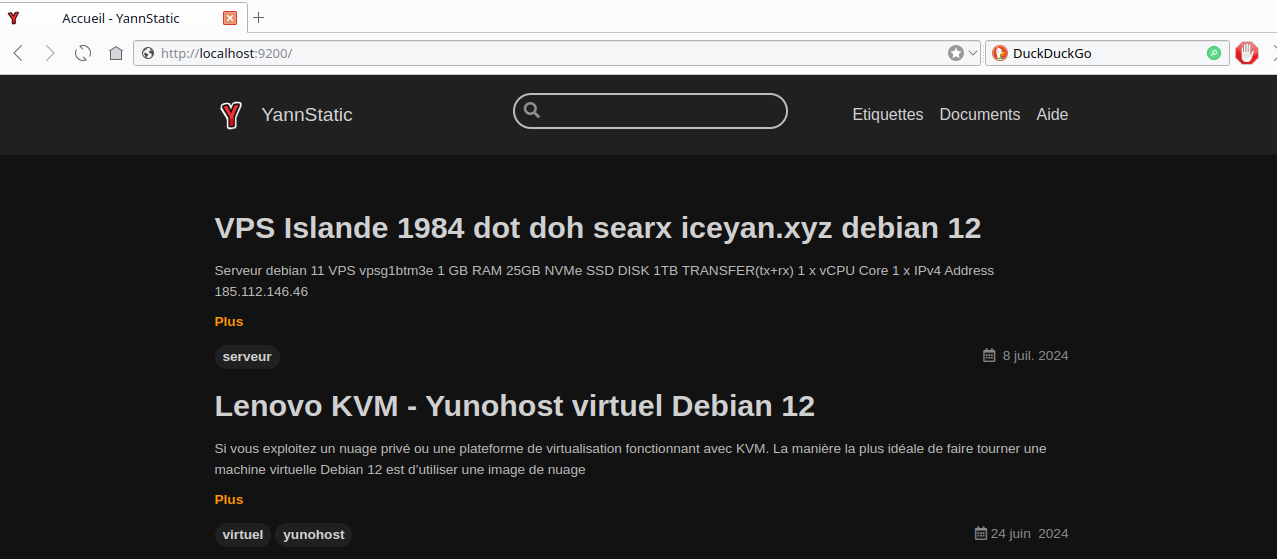 Accueil - YannStatic
http://localhost:9200/
DuckDuckGo
Y YannStatic
Etiquettes Documents Aide
VPS Islande 1984 dot doh searx iceyan.xyz debian 12
Serveur debian 11 VPS vpsg1btm3e 1 GB RAM 25GB NVMe SSD DISK 1TB TRANSFER(tx+rx) 1 x vCPU Core 1 x IPv4 Address
185.112.146.46
Plus
serveur
8 juil. 2024
Lenovo KVM - Yunohost virtuel Debian 12
Si vous exploitez un nuage privé ou une plateforme de virtualisation fonctionnant avec KVM. La manière la plus idéale de faire tourner une
machine virtuelle Debian 12 est d'utiliser une image de nuage
Plus
virtuel yunohost
24 juin 2024